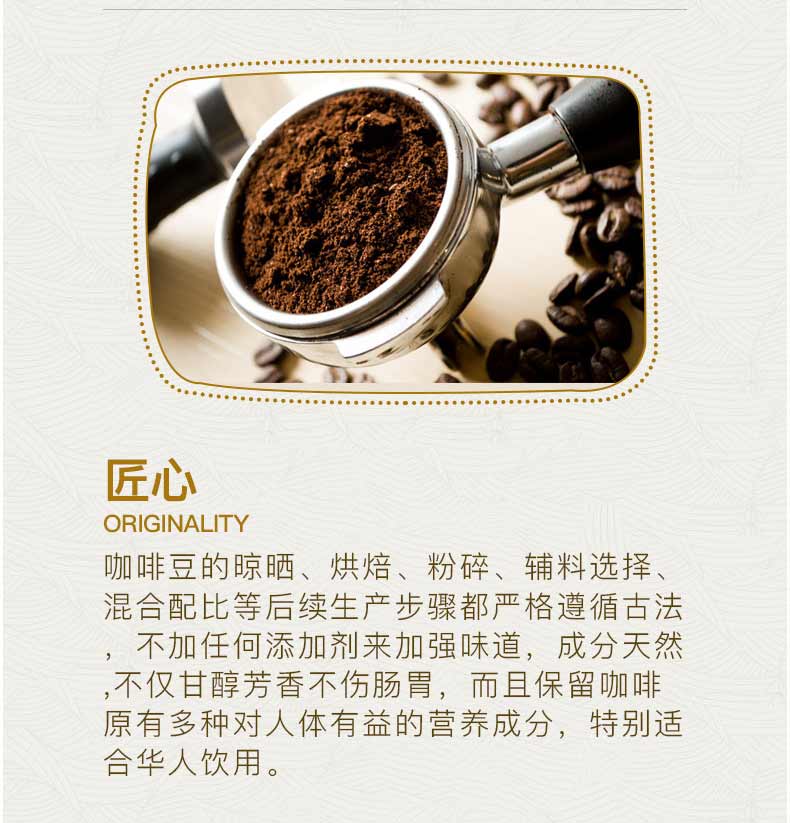 匠心
ORIGINALITY
咖啡豆的晾晒、烘焙、粉碎、辅料选择、
混合配比等后续生产步骤都严格遵循古法
，不加任何添加剂来加强味道，成分天然
,不仅甘醇芳香不伤肠胃，而且保留咖啡
原有多种对人体有益的营养成分，特别适
合华人饮用。